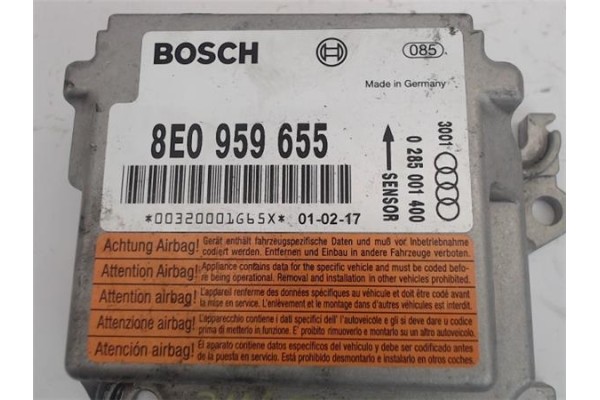 BOSCH
085
Made in Germany
8E0 959 655
*00320001665X* 01-02-17
SENSOR
0 285 001 400
3001
Achtung Airbag! Gerät enthält fahrzeugspezifische Daten und muß vor Inbetriebnahme
codiert werden. Entfernen und Einbau in andere Fahrzeuge verboten.
Attention Airbag! Appliance contains data for the specific vehicle and must be coded befo-
re being operational. Removal and installation in other vehicles prohibited.
Attention airbag! L'appareil renferme des données spécifiques au véhicule et doit être codé avant
la mise en service. L'enlèvement et le montage dans d'autres véhicules est interdit.
Attenzione airbag! L'apparecchio contiene i dati specifici dell' l'autoveicolo e gli si deve dare u codice
prima di metterlo in funzione. E' proibito rimuoverlo e montarlo su un altro autoveicolo.
Atención airbag! El aparato contiene datos específicos del vehículo y debe ser codificado antes
de la puesta en servicio. Está prohibido desmontarlo e instalarlo en otros coches.